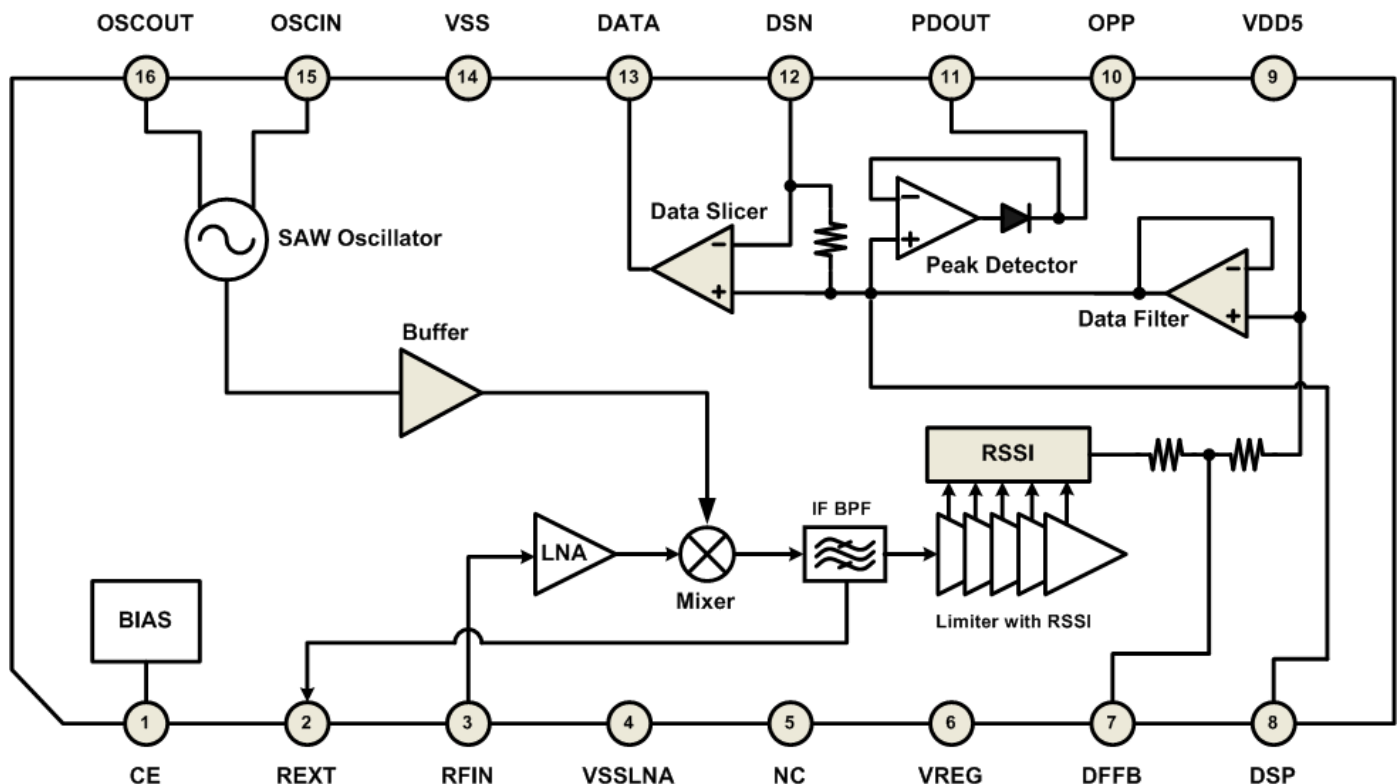 OSCOUT OSCIN VSS DATA DSN PDOUT OPP VDD5
16 15 14 13 12 11 10 9
Data Slicer
SAW Oscillator
Peak Detector
Data Filter
Buffer
RSSI
IF BPF
LNA
Mixer
Limiter with RSSI
BIAS
1 2 3 4 5 6 7 8
CE REXT RFIN VSSLNA NC VREG DFFB DSP